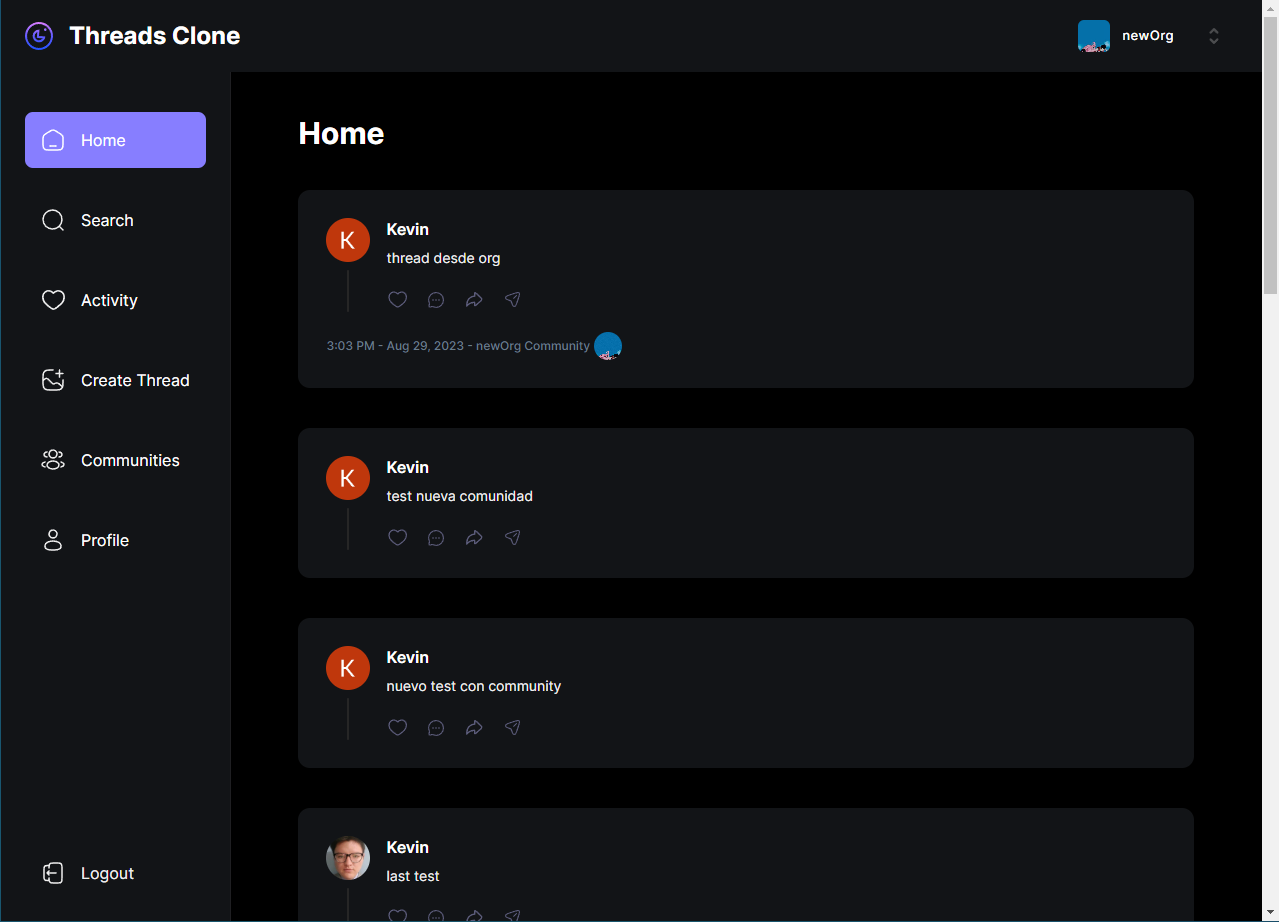 Threads Clone
newOrg
Home
Search
Activity
Create Thread
Communities
Profile
Logout
Home
K
Kevin
thread desde org
3:03 PM - Aug 29, 2023 - newOrg Community
K
Kevin
test nueva comunidad
K
Kevin
nuevo test con community
Kevin
last test